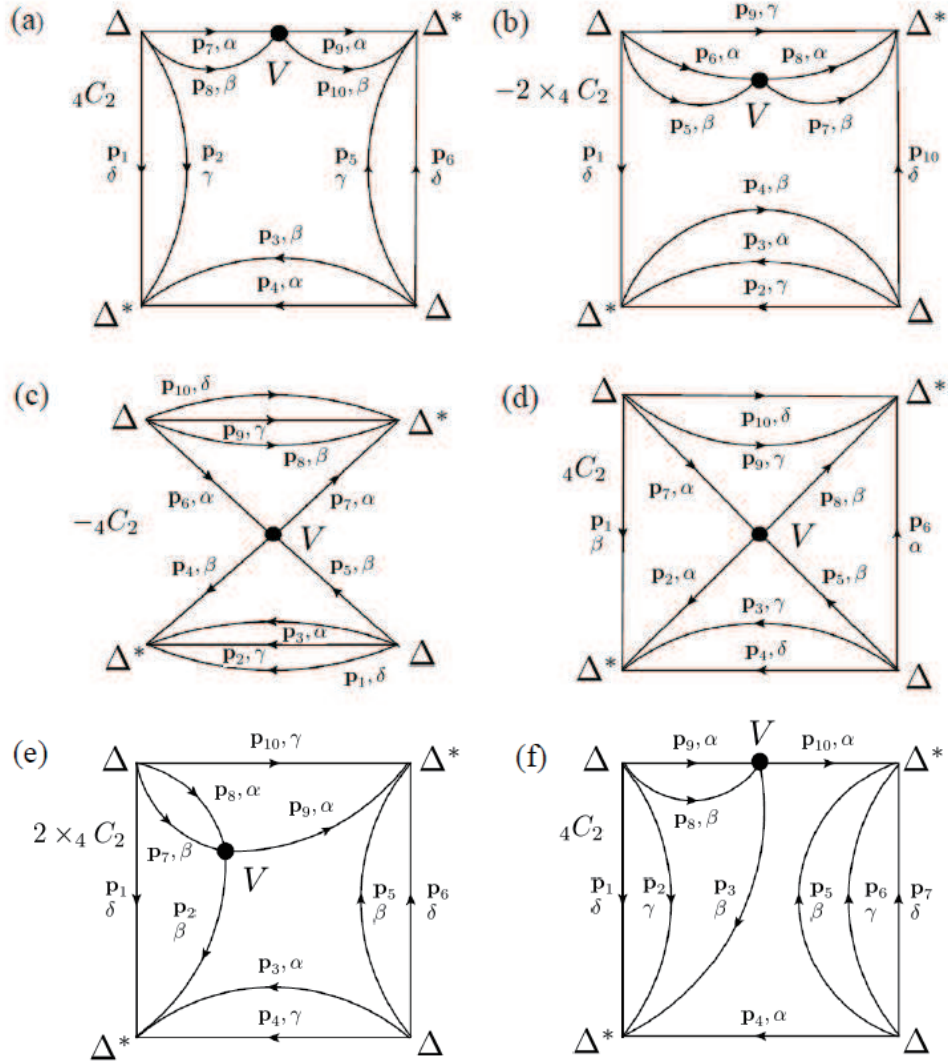 (a) Δ Δ* (b) Δ p₉, γ Δ*
p₇, α p₉, α p₆, α p₈, α
₄C₂ p₈, β V p₁₀, β −2 ×₄ C₂ p₅, β V p₇, β
p₁ δ p₂ γ p₅ γ p₆ δ p₁ δ p₁₀ δ
p₃, β p₄, β
p₄, α p₃, α
Δ* Δ p₂, γ
Δ* Δ
(c) p₁₀, δ (d) Δ Δ*
Δ p₉, γ Δ* p₁₀, δ
p₈, β ₄C₂ p₉, γ
p₆, α p₇, α p₇, α p₈, β
−₄C₂ V p₁ β V p₆ α
p₄, β p₅, β p₂, α p₅, β
p₃, α p₃, γ
Δ* p₂, γ Δ p₄, δ
p₁, δ Δ* Δ
(e) Δ p₁₀, γ Δ* (f) V
p₉, α p₁₀, α
Δ Δ*
p₈, α p₉, α p₈, β
2 ×₄ C₂ p₇, β V ₄C₂
p₁ δ p₂ β p₅ β p₆ δ p₁ δ p₂ γ p₃ β p₅ β p₆ γ p₇ δ
p₃, α
p₄, γ p₄, α
Δ* Δ Δ* Δ